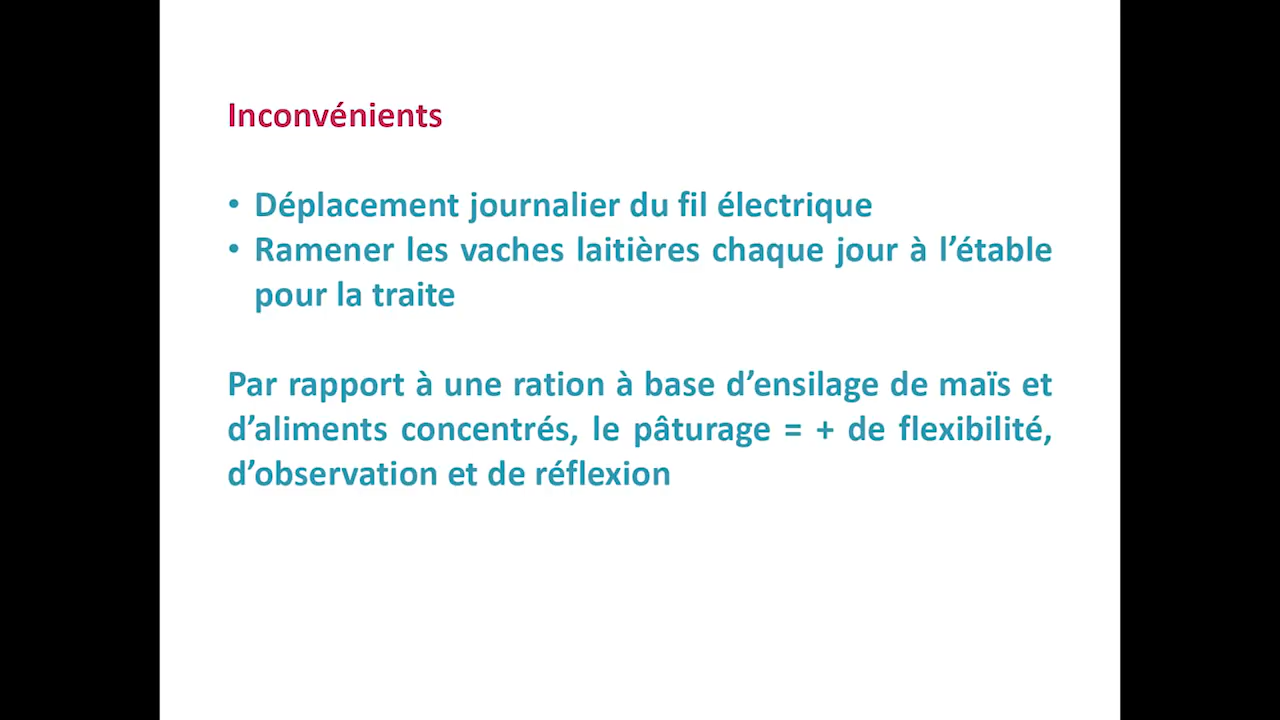 Inconvénients
• Déplacement journalier du fil électrique
• Ramener les vaches laitières chaque jour à l’étable
pour la traite
Par rapport à une ration à base d’ensilage de maïs et
d’aliments concentrés, le pâturage = + de flexibilité,
d’observation et de réflexion